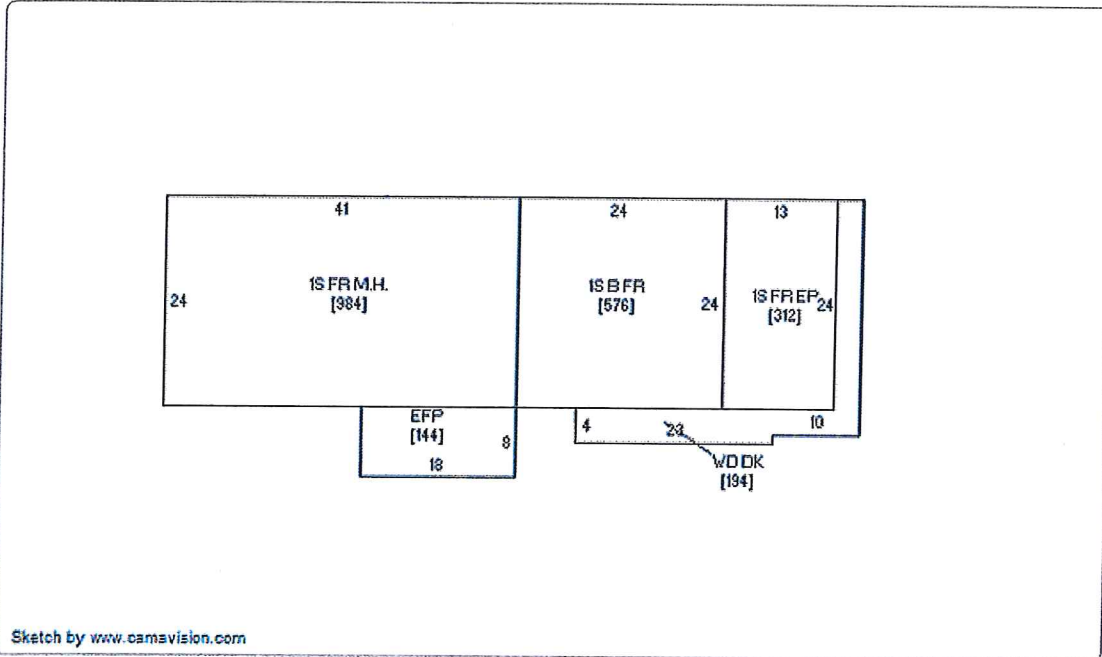 41
24
13
1S FR M.H.
[984]
24
1S B FR
[576]
24
1S FR EP
[312]
24
EFP
[144]
8
18
4
23
10
WD DK
[194]
Sketch by www.camavision.com